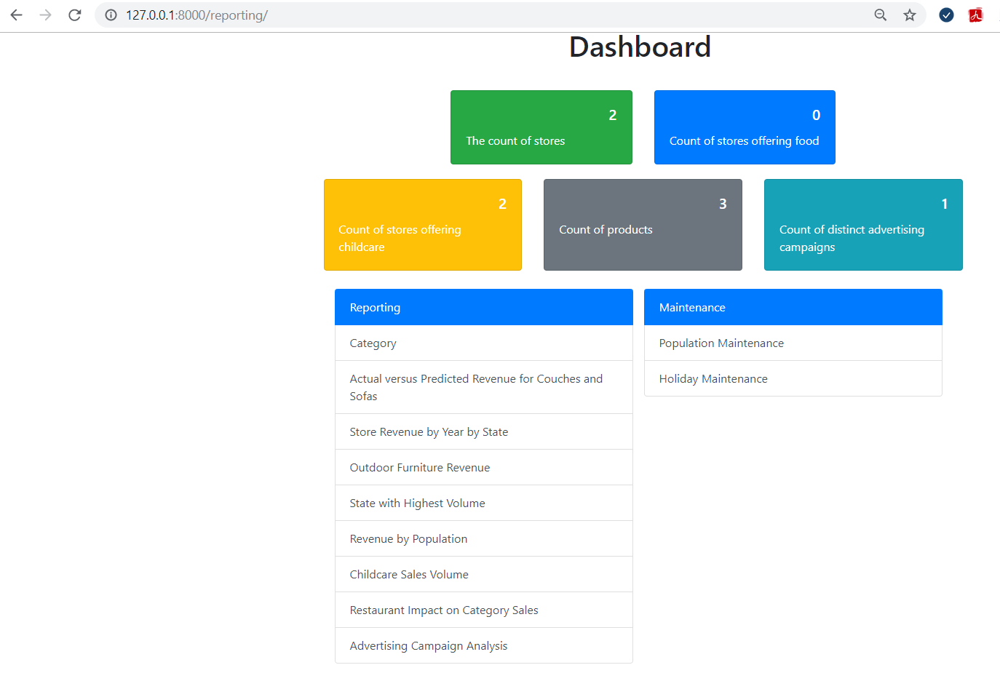 127.0.0.1:8000/reporting/
Dashboard
2
The count of stores
0
Count of stores offering food
2
Count of stores offering
childcare
3
Count of products
1
Count of distinct advertising
campaigns
Reporting
Category
Actual versus Predicted Revenue for Couches and
Sofas
Store Revenue by Year by State
Outdoor Furniture Revenue
State with Highest Volume
Revenue by Population
Childcare Sales Volume
Restaurant Impact on Category Sales
Advertising Campaign Analysis
Maintenance
Population Maintenance
Holiday Maintenance